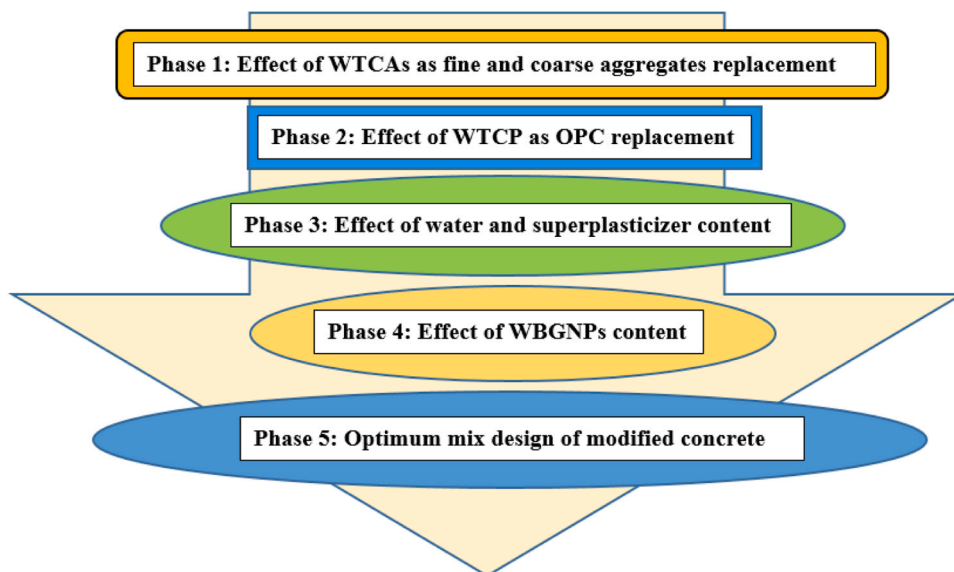 Phase 1: Effect of WTCAs as fine and coarse aggregates replacement
Phase 2: Effect of WTCP as OPC replacement
Phase 3: Effect of water and superplasticizer content
Phase 4: Effect of WBGNPs content
Phase 5: Optimum mix design of modified concrete